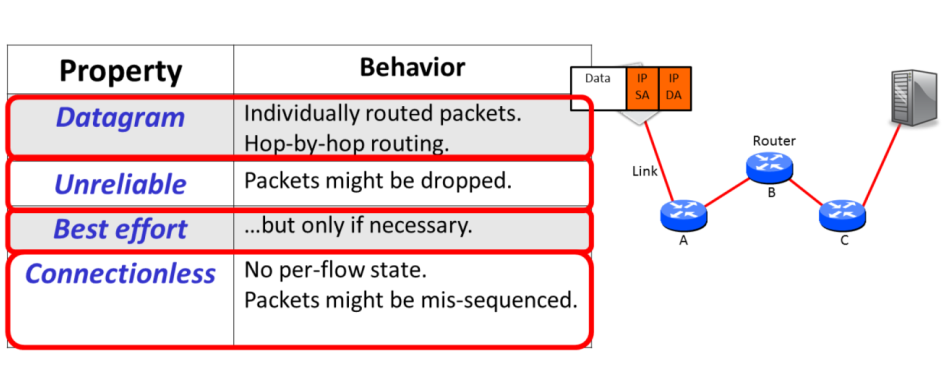 Property
Behavior
Datagram
Individually routed packets.
Hop-by-hop routing.
Unreliable
Packets might be dropped.
Best effort
...but only if necessary.
Connectionless
No per-flow state.
Packets might be mis-sequenced.
Data
IP
SA
IP
DA
Link
Router
A
B
C